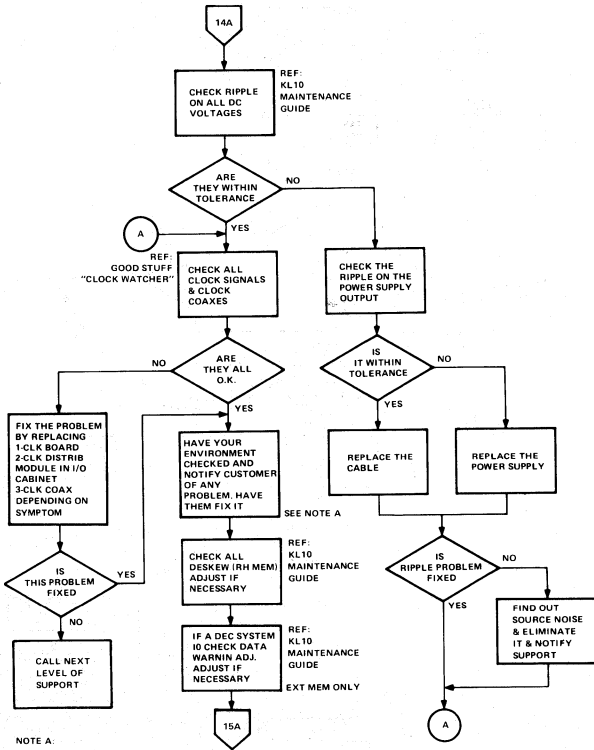 14A
CHECK RIPPLE
ON ALL DC
VOLTAGES
REF:
KL10
MAINTENANCE
GUIDE
ARE
THEY WITHIN
TOLERANCE
NO
YES
A
REF:
GOOD STUFF
"CLOCK WATCHER"
CHECK ALL
CLOCK SIGNALS
& CLOCK
COAXES
CHECK THE
RIPPLE ON THE
POWER SUPPLY
OUTPUT
ARE
THEY ALL
O.K.
NO
YES
IS
IT WITHIN
TOLERANCE
NO
YES
FIX THE PROBLEM
BY REPLACING
1-CLK BOARD
2-CLK DISTRIB
MODULE IN I/O
CABINET
3-CLK COAX
DEPENDING ON
SYMPTOM
HAVE YOUR
ENVIRONMENT
CHECKED AND
NOTIFY CUSTOMER
OF ANY
PROBLEM. HAVE
THEM FIX IT
SEE NOTE A
REPLACE THE
CABLE
REPLACE THE
POWER SUPPLY
IS
THIS PROBLEM
FIXED
YES
NO
CHECK ALL
DESKEW (RH MEM)
ADJUST IF
NECESSARY
REF:
KL10
MAINTENANCE
GUIDE
IS
RIPPLE PROBLEM
FIXED
NO
YES
CALL NEXT
LEVEL OF
SUPPORT
IF A DEC SYSTEM
I0 CHECK DATA
WARNIN ADJ.
ADJUST IF
NECESSARY
REF:
KL10
MAINTENANCE
GUIDE
EXT MEM ONLY
FIND OUT
SOURCE NOISE
& ELIMINATE
IT & NOTIFY
SUPPORT
15A
A
NOTE A: